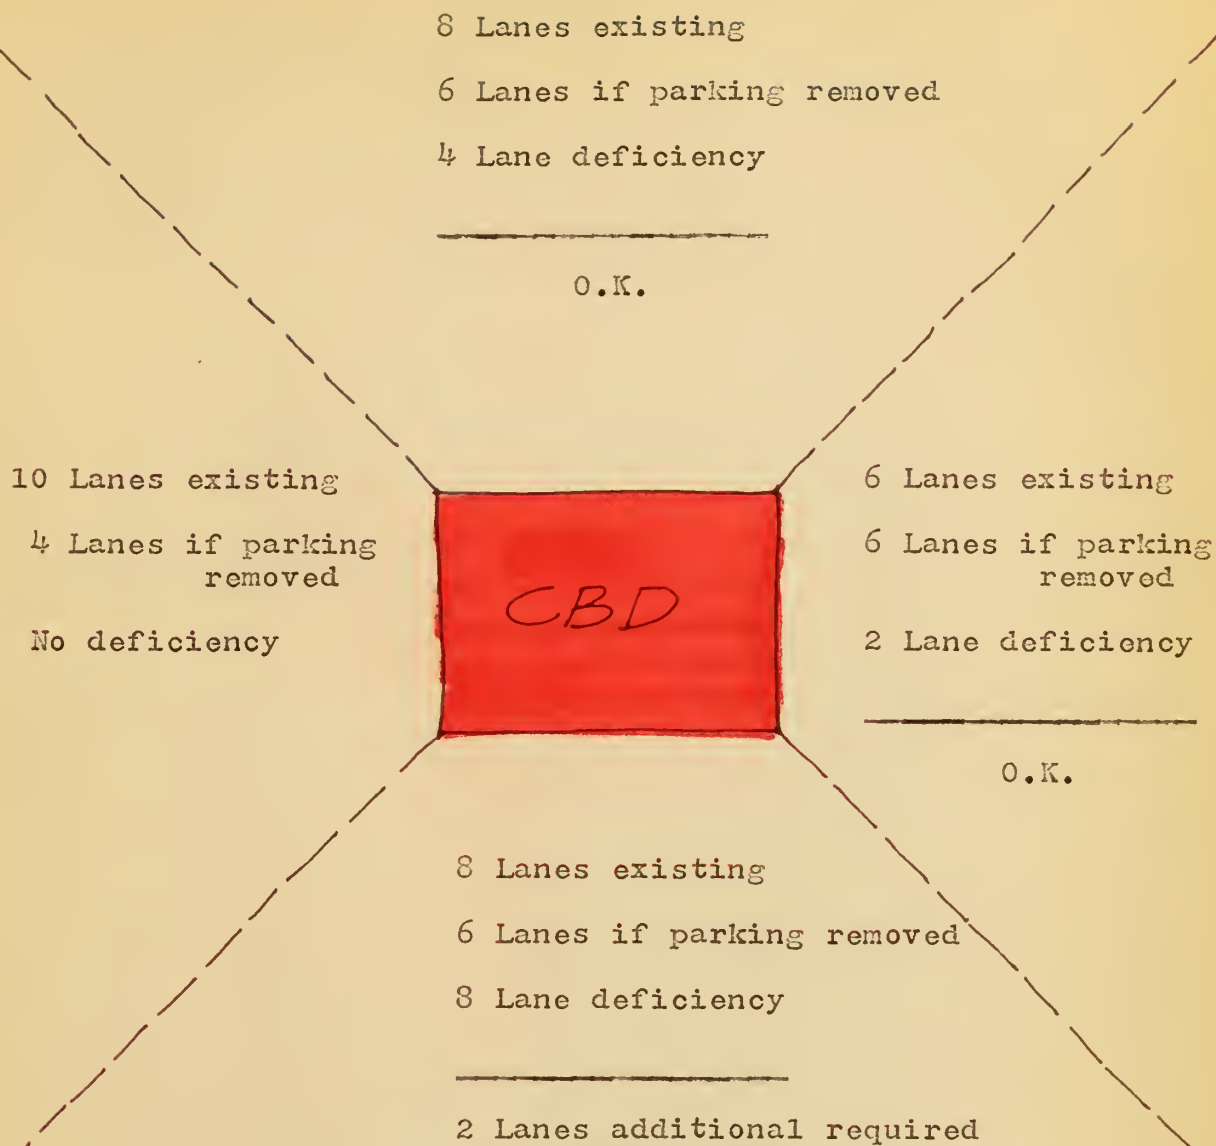 8 Lanes existing
6 Lanes if parking removed
4 Lane deficiency
O.K.
10 Lanes existing
4 Lanes if parking
removed
No deficiency
CBD
6 Lanes existing
6 Lanes if parking
removed
2 Lane deficiency
O.K.
8 Lanes existing
6 Lanes if parking removed
8 Lane deficiency
2 Lanes additional required